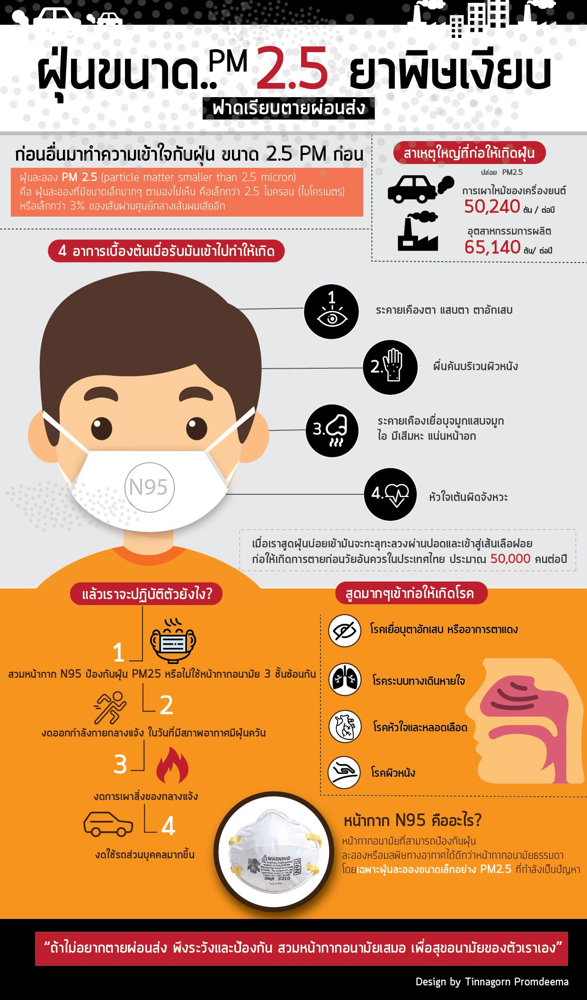 ฝุ่นขนาด.. PM 2.5 ยาพิษเงียบ
ฟาดเรียบตายผ่อนส่ง
ก่อนอื่นมาทำความเข้าใจกับฝุ่น ขนาด 2.5 PM ก่อน
ฝุ่นละออง PM 2.5 (particle matter smaller than 2.5 micron)
คือ ฝุ่นละอองที่มีขนาดเล็กมากๆ ตามองไม่เห็น คือเล็กกว่า 2.5 ไมครอน (ไมโครเมตร)
หรือเล็กกว่า 3% ของเส้นผ่านศูนย์กลางเส้นผมเสียอีก
สาเหตุใหญ่ที่ก่อให้เกิดฝุ่น
ปล่อย PM2.5
การเผาไหม้ของเครื่องยนต์
50,240 ตัน / ต่อปี
อุตสาหกรรมการผลิต
65,140 ตัน/ ต่อปี
4 อาการเบื้องต้นเมื่อรับมันเข้าไปทำให้เกิด
1
ระคายเคืองตา แสบตา ตาอักเสบ
2.
ผื่นคันบริเวนผิวหนัง
3.
ระคายเคืองเยื่อบุจมูกแสบจมูก
ไอ มีเสีมหะ แน่นหน้าอก
N95
4.
หัวใจเต้นผิดจังหวะ
เมื่อเราสูดฝุ่นบ่อยเข้ามันจะทะลุทะลวงผ่านปอดและเข้าสู่เส้นเลือฝอย
ก่อให้เกิดการตายก่อนวัยอันควรในประเทศไทย ประมาณ 50,000 คนต่อปี
แล้วเราจะปฏิบัติตัวยังไง?
1
สวมหน้ากาก N95 ป้องกันฝุ่น PM25 หรือไม่ใช้หน้ากากอนามัย 3 ชั้นซ้อนกัน
2
งดออกกำลังกายกลางแจ้ง ในวันที่มีสภาพอากาศมีฝุ่นควัน
3
งดการเผาสิ่งของกลางแจ้ง
4
งดใช้รถส่วนบุคคลมากขึ้น
สูดมากๆเข้าก่อให้เกิดโรค
โรคเยื่อบุตาอักเสบ หรืออาการตาแดง
โรคระบบทางเดินหายใจ
โรคหัวใจและหลอดเลือด
โรคผิวหนัง
WARNING
This respirator helps protect
against certain particles.
Misuse may result in sickness
or death. For proper use, see
supervisor or box or call 3M
N95
3M 8210
หน้ากาก N95 คืออะไร?
หน้ากากอนามัยที่สามารถป้องกันฝุ่น
ละอองหรือมลพิษทางอากาศได้ดีกว่าหน้ากากอนามัยธรรมดา
โดยเฉพาะฝุ่นละอองขนาดเล็กอย่าง PM2.5 ที่กำลังเป็นปัญหา
“ถ้าไม่อยากตายผ่อนส่ง พึงระวังและป้องกัน สวมหน้ากากอนามัยเสมอ เพื่อสุขอนามัยของตัวเราเอง”
Design by Tinnagorn Promdeema